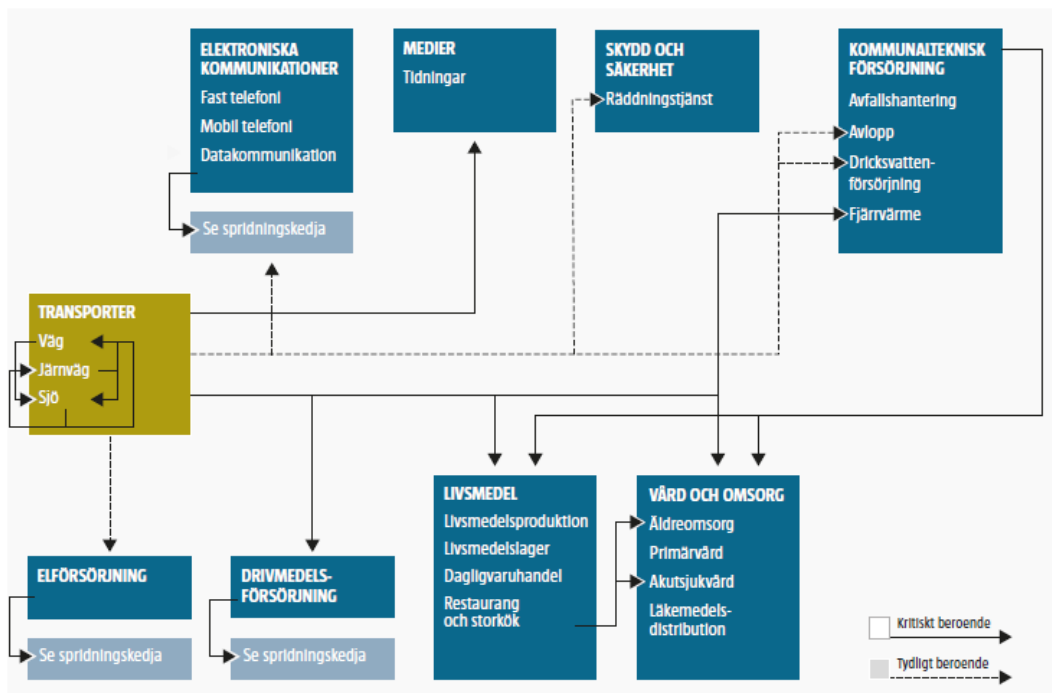 ELEKTRONISKA
KOMMUNIKATIONER
Fast telefoni
Mobil telefoni
Datakommunikation
Se spridningskedja
MEDIER
Tidningar
SKYDD OCH
SÄKERHET
Räddningstjänst
KOMMUNALTEKNISK
FÖRSÖRJNING
Avfallshantering
Avlopp
Dricksvatten-
försörjning
Fjärrvärme
TRANSPORTER
Väg
Järnväg
Sjö
ELFÖRSÖRJNING
Se spridningskedja
DRIVMEDELS-
FÖRSÖRJNING
Se spridningskedja
LIVSMEDEL
Livsmedelsproduktion
Livsmedelslager
Dagligvaruhandel
Restaurang
och storkök
VÅRD OCH OMSORG
Äldreomsorg
Primärvård
Akutsjukvård
Läkemedels-
distribution
Kritiskt beroende
Tydligt beroende